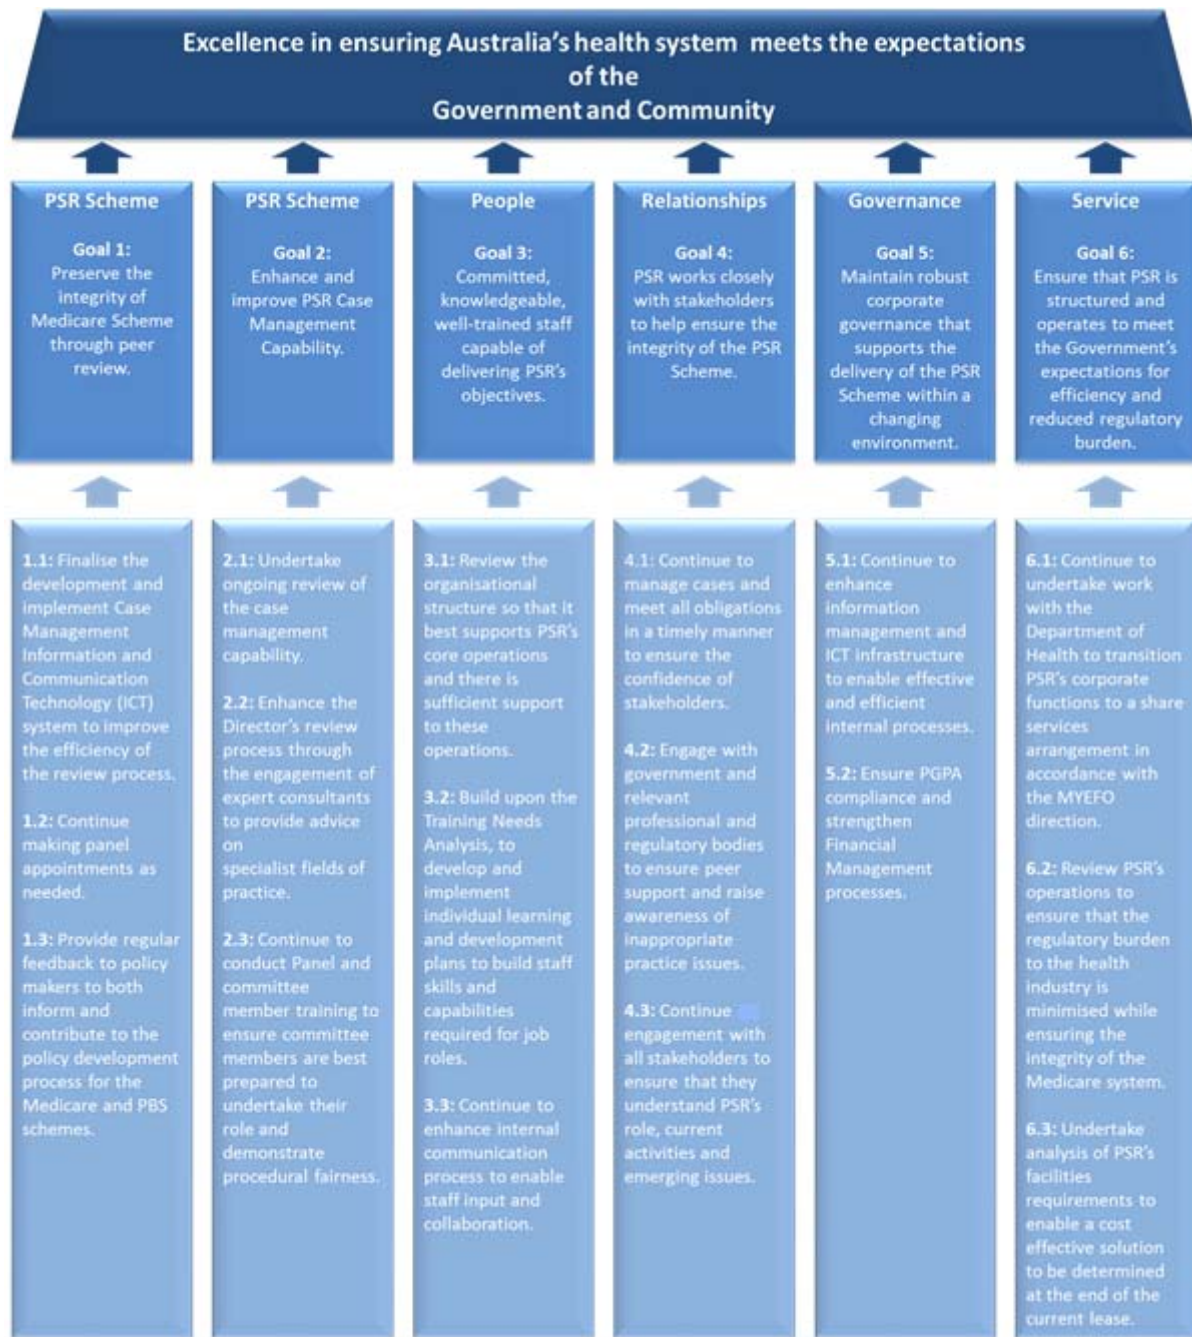 Excellence in ensuring Australia's health system meets the expectations
of the
Government and Community
PSR Scheme
Goal 1:
Preserve the
integrity of
Medicare Scheme
through peer
review.
PSR Scheme
Goal 2:
Enhance and
improve PSR Case
Management
Capability.
People
Goal 3:
Committed,
knowledgeable,
well-trained staff
capable of
delivering PSR's
objectives.
Relationships
Goal 4:
PSR works closely
with stakeholders
to help ensure the
integrity of the PSR
Scheme.
Governance
Goal 5:
Maintain robust
corporate
governance that
supports the
delivery of the PSR
Scheme within a
changing
environment.
Service
Goal 6:
Ensure that PSR is
structured and
operates to meet
the Government's
expectations for
efficiency and
reduced regulatory
burden.
1.1: Finalise the
development and
implement Case
Management
Information and
Communication
Technology (ICT)
system to improve
the efficiency of
the review process.
1.2: Continue
making panel
appointments as
needed.
1.3: Provide regular
feedback to policy
makers to both
inform and
contribute to the
policy development
process for the
Medicare and PBS
schemes.
2.1: Undertake
ongoing review of
the case
management
capability.
2.2: Enhance the
Director's review
process through
the engagement of
expert consultants
to provide advice
on
specialist fields of
practice.
2.3: Continue to
conduct Panel and
committee
member training to
ensure committee
members are best
prepared to
undertake their
role and
demonstrate
procedural fairness.
3.1: Review the
organisational
structure so that it
best supports PSR's
core operations
and there is
sufficient support
to these
operations.
3.2: Build upon the
Training Needs
Analysis, to
develop and
implement
individual learning
and development
plans to build staff
skills and
capabilities
required for job
roles.
3.3: Continue to
enhance internal
communication
process to enable
staff input and
collaboration.
4.1: Continue to
manage cases and
meet all obligations
in a timely manner
to ensure the
confidence of
stakeholders.
4.2: Engage with
government and
relevant
professional and
regulatory bodies
to ensure peer
support and raise
awareness of
inappropriate
practice issues.
4.3: Continue
engagement with
all stakeholders to
ensure that they
understand PSR's
role, current
activities and
emerging issues.
5.1: Continue to
enhance
information
management and
ICT infrastructure
to enable effective
and efficient
internal processes.
5.2: Ensure PGPA
compliance and
strengthen
Financial
Management
processes.
6.1: Continue to
undertake work
with the
Department of
Health to transition
PSR's corporate
functions to a share
services
arrangement in
accordance with
the MYEFO
direction.
6.2: Review PSR's
operations to
ensure that the
regulatory burden
to the health
industry is
minimised while
ensuring the
integrity of the
Medicare system.
6.3: Undertake
analysis of PSR's
facilities
requirements to
enable a cost
effective solution
to be determined
at the end of the
current lease.